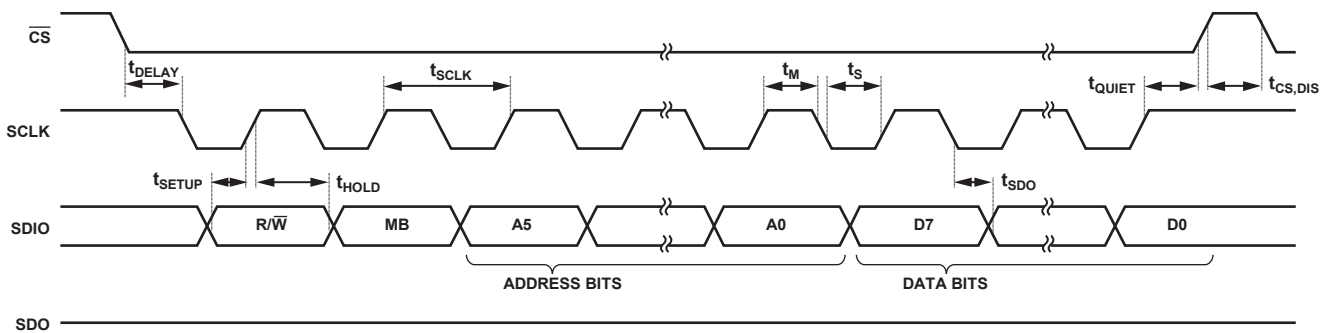 C̅S̅
tDELAY
tSCLK
tM
tS
tQUIET
tCS,DIS
SCLK
tSETUP
tHOLD
tSDO
SDIO
R/W̅
MB
A5
A0
D7
D0
ADDRESS BITS
DATA BITS
SDO